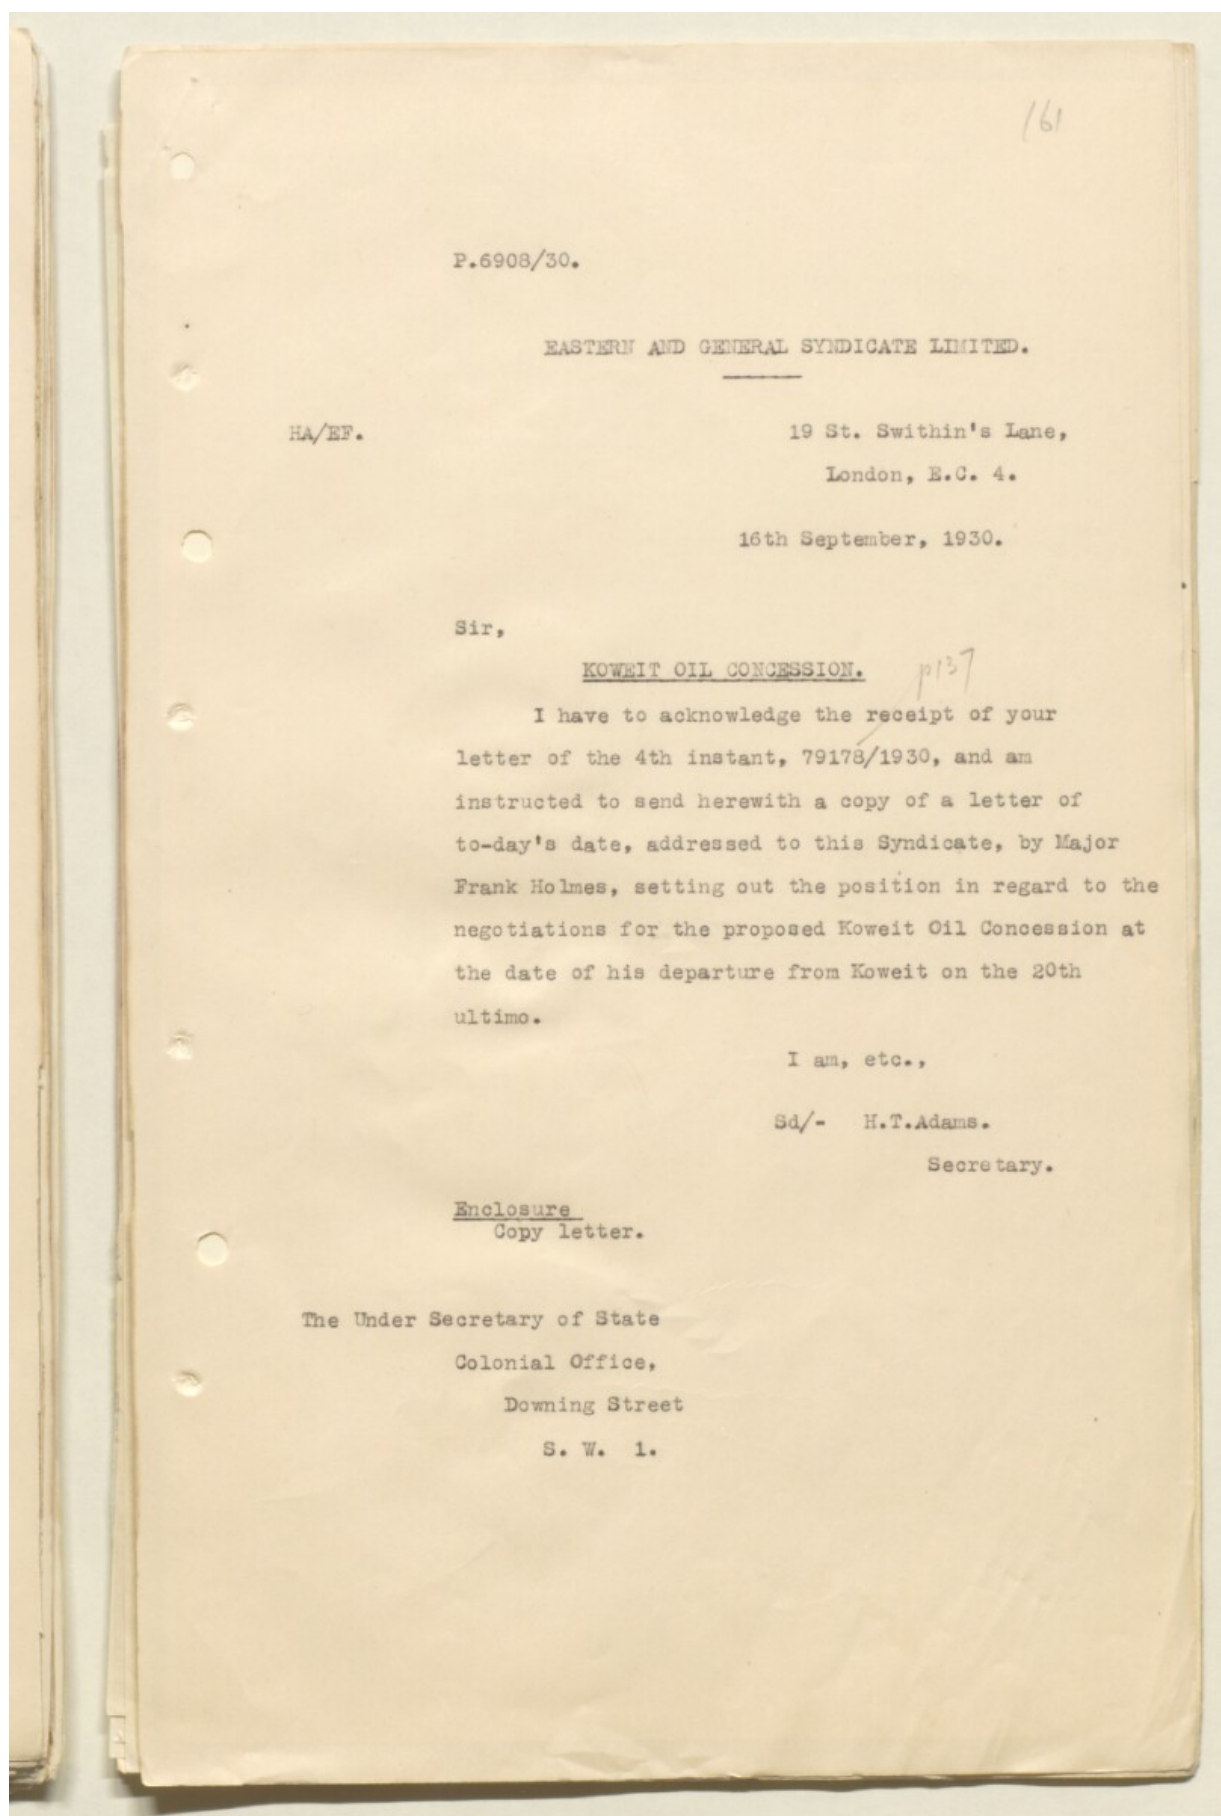 161
P.6908/30.
EASTERN AND GENERAL SYNDICATE LIMITED.
HA/EF.
19 St. Swithin's Lane,
London, E.C. 4.
16th September, 1930.
Sir,
KOWEIT OIL CONCESSION.
p137
I have to acknowledge the receipt of your
letter of the 4th instant, 79178/1930, and am
instructed to send herewith a copy of a letter of
to-day's date, addressed to this Syndicate, by Major
Frank Holmes, setting out the position in regard to the
negotiations for the proposed Koweit Oil Concession at
the date of his departure from Koweit on the 20th
ultimo.
I am, etc.,
Sd/- H.T.Adams.
Secretary.
Enclosure
Copy letter.
The Under Secretary of State
Colonial Office,
Downing Street
S. W. 1.